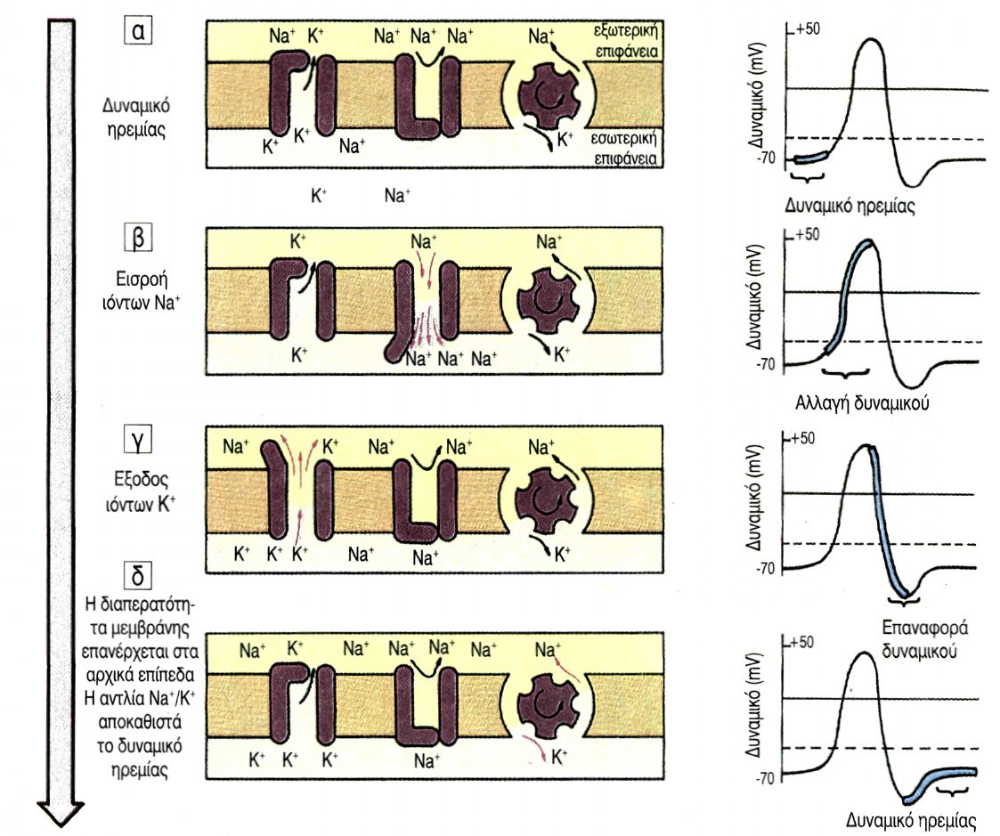 α
Δυναμικό
ηρεμίας
Na⁺ K⁺ Na⁺ Na⁺ Na⁺ Na⁺ εξωτερική
επιφάνεια
K⁺ K⁺ Na⁺ K⁺ εσωτερική
επιφάνεια
K⁺ Na⁺
Δυναμικό (mV)
+50
-70
Δυναμικό ηρεμίας
β
Εισροή
ιόντων Na⁺
K⁺ Na⁺ Na⁺
K⁺ Na⁺ Na⁺ Na⁺ K⁺
Δυναμικό (mV)
+50
-70
Αλλαγή δυναμικού
γ
Εξοδος
ιόντων K⁺
Na⁺ K⁺ Na⁺ Na⁺ Na⁺
K⁺ K⁺ K⁺ Na⁺ Na⁺ K⁺
Δυναμικό (mV)
+50
-70
Επαναφορά
δυναμικού
δ
Η διαπερατότη-
τα μεμβράνης
επανέρχεται στα
αρχικά επίπεδα
Η αντλία Na⁺/K⁺
αποκαθιστά
το δυναμικό
ηρεμίας
Na⁺ K⁺ Na⁺ Na⁺ Na⁺ Na⁺ Na⁺
K⁺ K⁺ K⁺ Na⁺ K⁺
Δυναμικό (mV)
+50
-70
Δυναμικό ηρεμίας